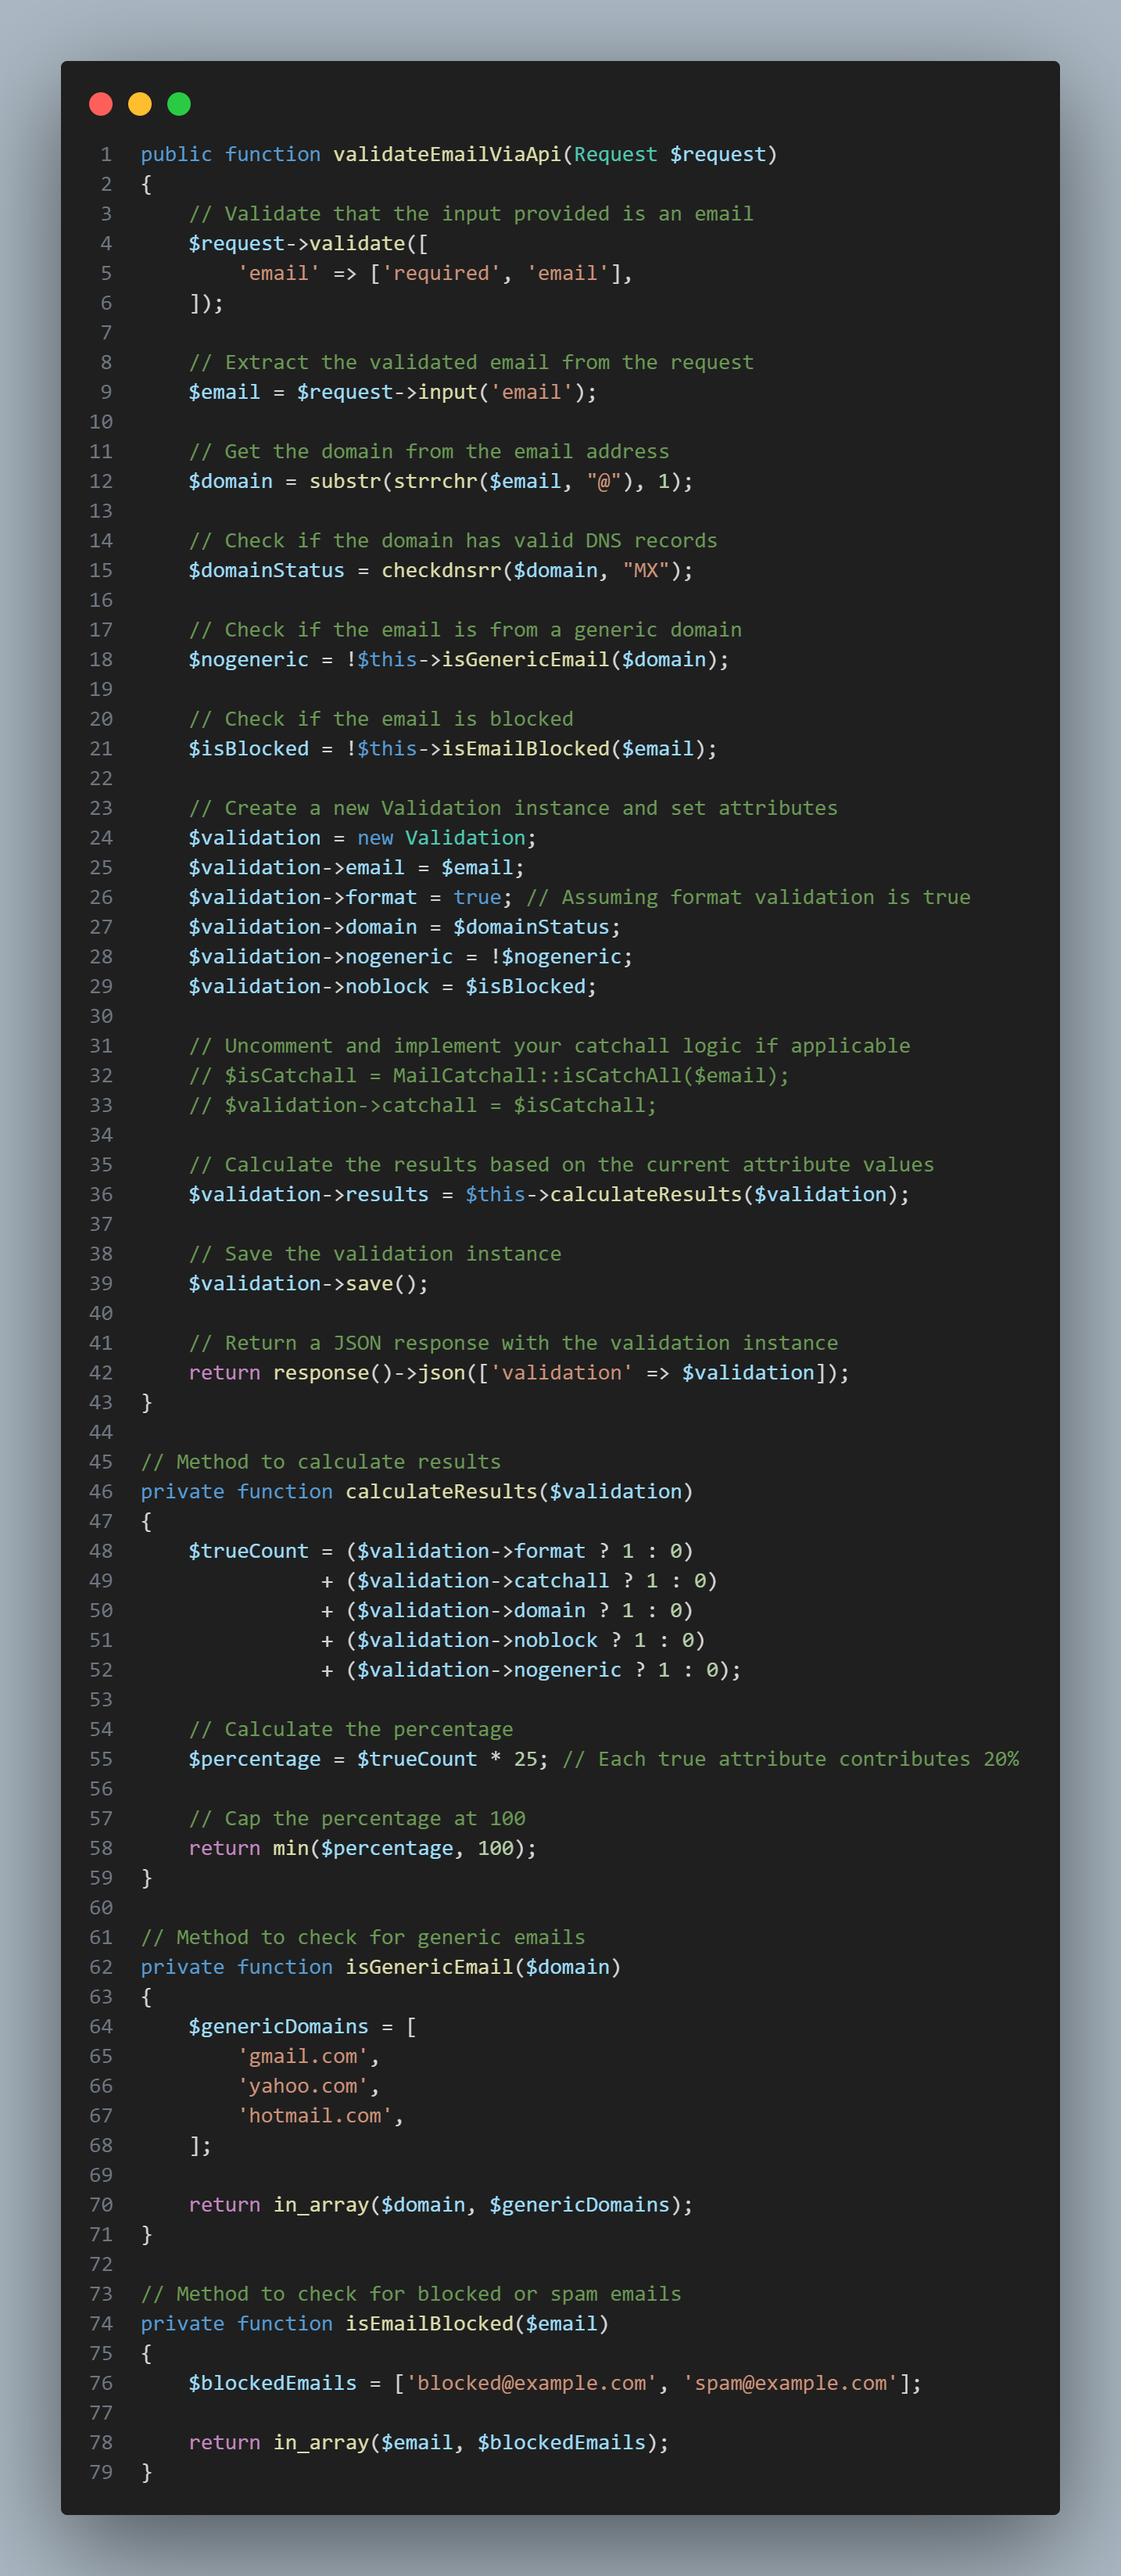 1 public function validateEmailViaApi(Request $request)
2 {
3     // Validate that the input provided is an email
4     $request->validate([
5         'email' => ['required', 'email'],
6     ]);
7
8     // Extract the validated email from the request
9     $email = $request->input('email');
10
11     // Get the domain from the email address
12     $domain = substr(strrchr($email, "@"), 1);
13
14     // Check if the domain has valid DNS records
15     $domainStatus = checkdnsrr($domain, "MX");
16
17     // Check if the email is from a generic domain
18     $nogeneric = !$this->isGenericEmail($domain);
19
20     // Check if the email is blocked
21     $isBlocked = !$this->isEmailBlocked($email);
22
23     // Create a new Validation instance and set attributes
24     $validation = new Validation;
25     $validation->email = $email;
26     $validation->format = true; // Assuming format validation is true
27     $validation->domain = $domainStatus;
28     $validation->nogeneric = !$nogeneric;
29     $validation->noblock = $isBlocked;
30
31     // Uncomment and implement your catchall logic if applicable
32     // $isCatchall = MailCatchall::isCatchAll($email);
33     // $validation->catchall = $isCatchall;
34
35     // Calculate the results based on the current attribute values
36     $validation->results = $this->calculateResults($validation);
37
38     // Save the validation instance
39     $validation->save();
40
41     // Return a JSON response with the validation instance
42     return response()->json(['validation' => $validation]);
43 }
44
45 // Method to calculate results
46 private function calculateResults($validation)
47 {
48     $trueCount = ($validation->format ? 1 : 0)
49                + ($validation->catchall ? 1 : 0)
50                + ($validation->domain ? 1 : 0)
51                + ($validation->noblock ? 1 : 0)
52                + ($validation->nogeneric ? 1 : 0);
53
54     // Calculate the percentage
55     $percentage = $trueCount * 25; // Each true attribute contributes 20%
56
57     // Cap the percentage at 100
58     return min($percentage, 100);
59 }
60
61 // Method to check for generic emails
62 private function isGenericEmail($domain)
63 {
64     $genericDomains = [
65         'gmail.com',
66         'yahoo.com',
67         'hotmail.com',
68     ];
69
70     return in_array($domain, $genericDomains);
71 }
72
73 // Method to check for blocked or spam emails
74 private function isEmailBlocked($email)
75 {
76     $blockedEmails = ['blocked@example.com', 'spam@example.com'];
77
78     return in_array($email, $blockedEmails);
79 }